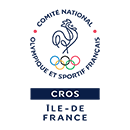 COMITÉ NATIONAL
OLYMPIQUE ET SPORTIF FRANÇAIS
CROS
ÎLE-DE
FRANCE